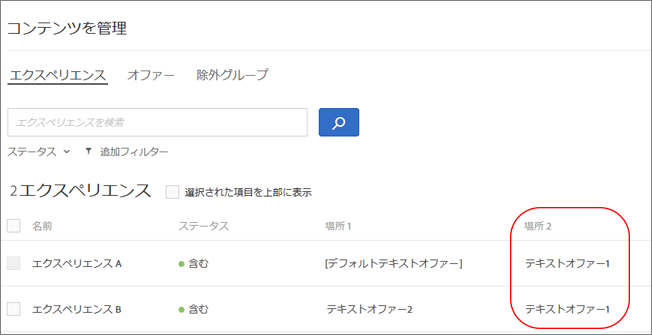 コンテンツを管理
エクスペリエンス オファー 除外グループ
エクスペリエンスを検索
ステータス 追加フィルター
2エクスペリエンス 選択された項目を上部に表示
名前 ステータス 場所 1 場所 2
エクスペリエンス A 含む [デフォルトテキストオファー] テキストオファー1
エクスペリエンス B 含む テキストオファー2 テキストオファー1